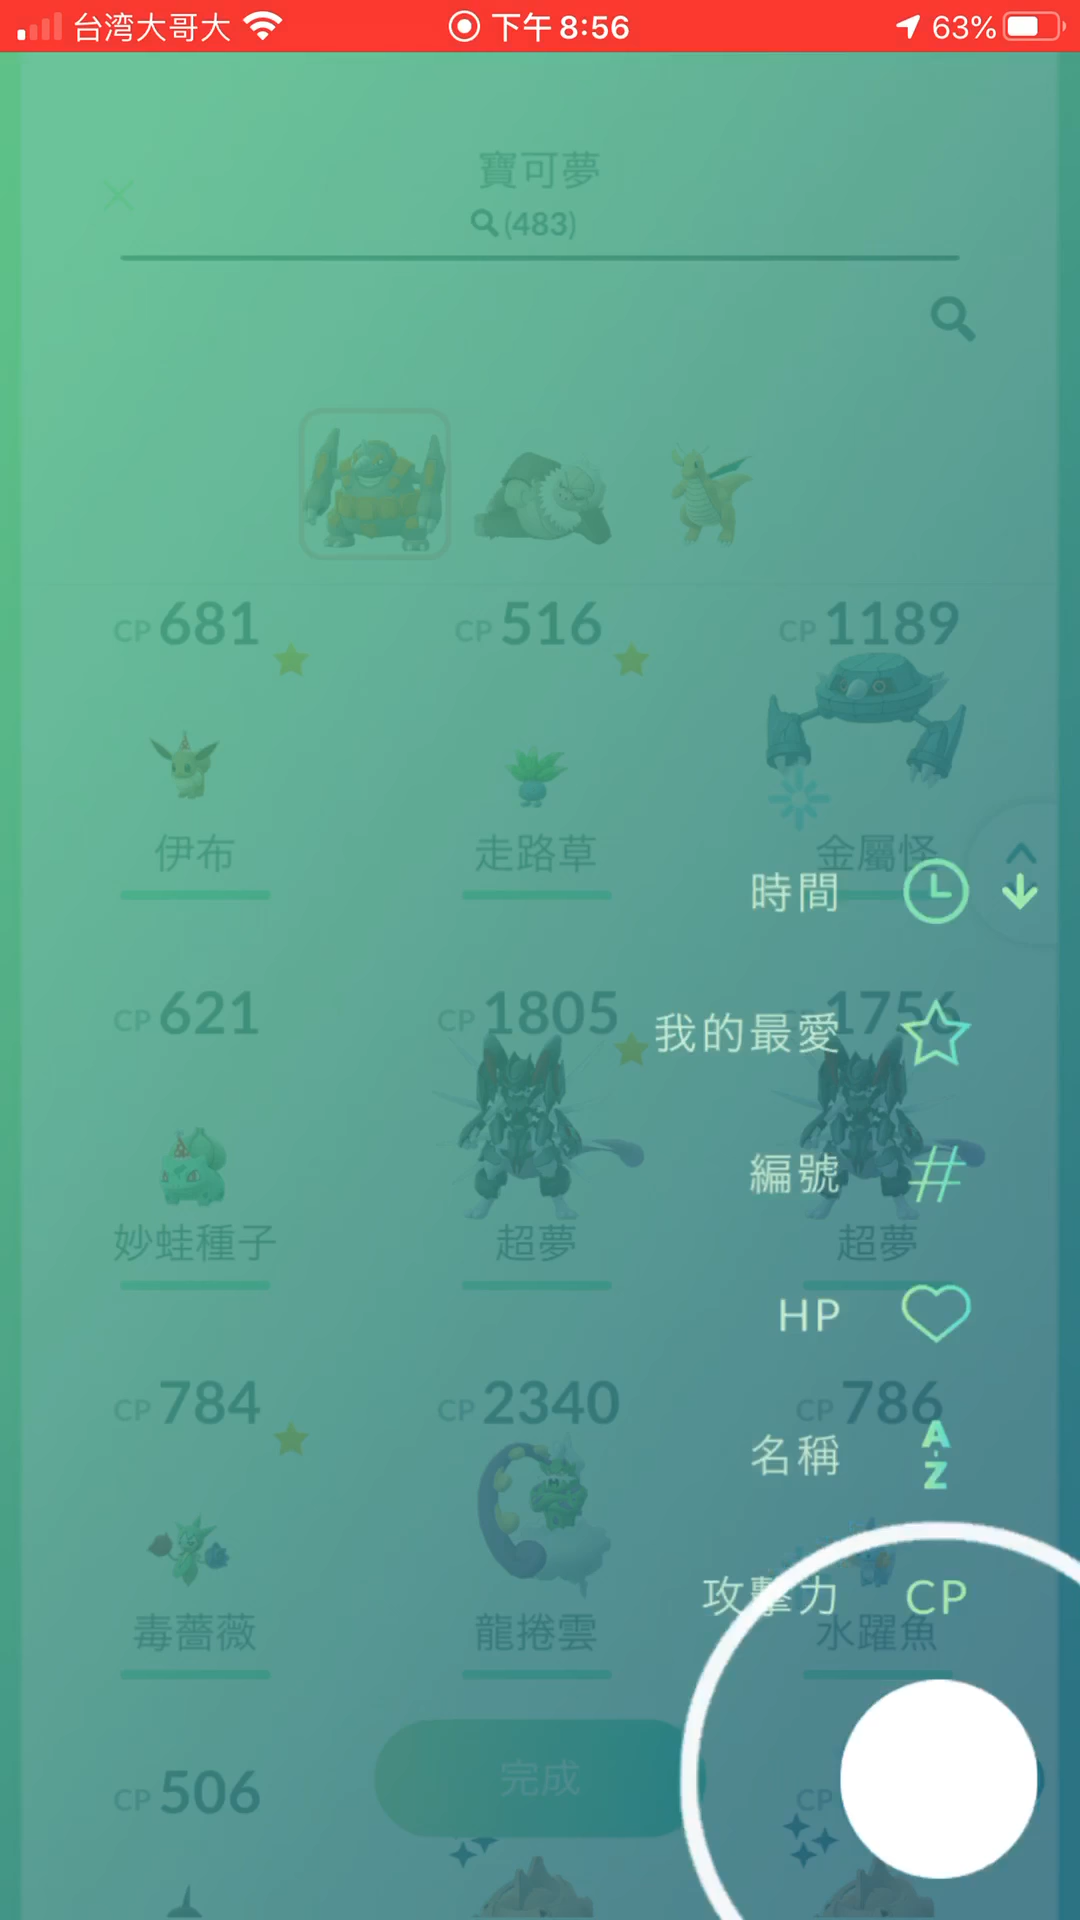 台湾大哥大 下午 8:56 63%
寶可夢
(483)
CP 681 CP 516 CP 1189
伊布 走路草 金屬怪
時間
CP 621 CP 1805 1756
我的最愛
編號 #
妙蛙種子 超夢 超夢
HP
CP 784 CP 2340 CP 786
名稱 A-Z
攻擊力 CP
毒薔薇 龍捲雲 水躍魚
完成
CP 506 CP